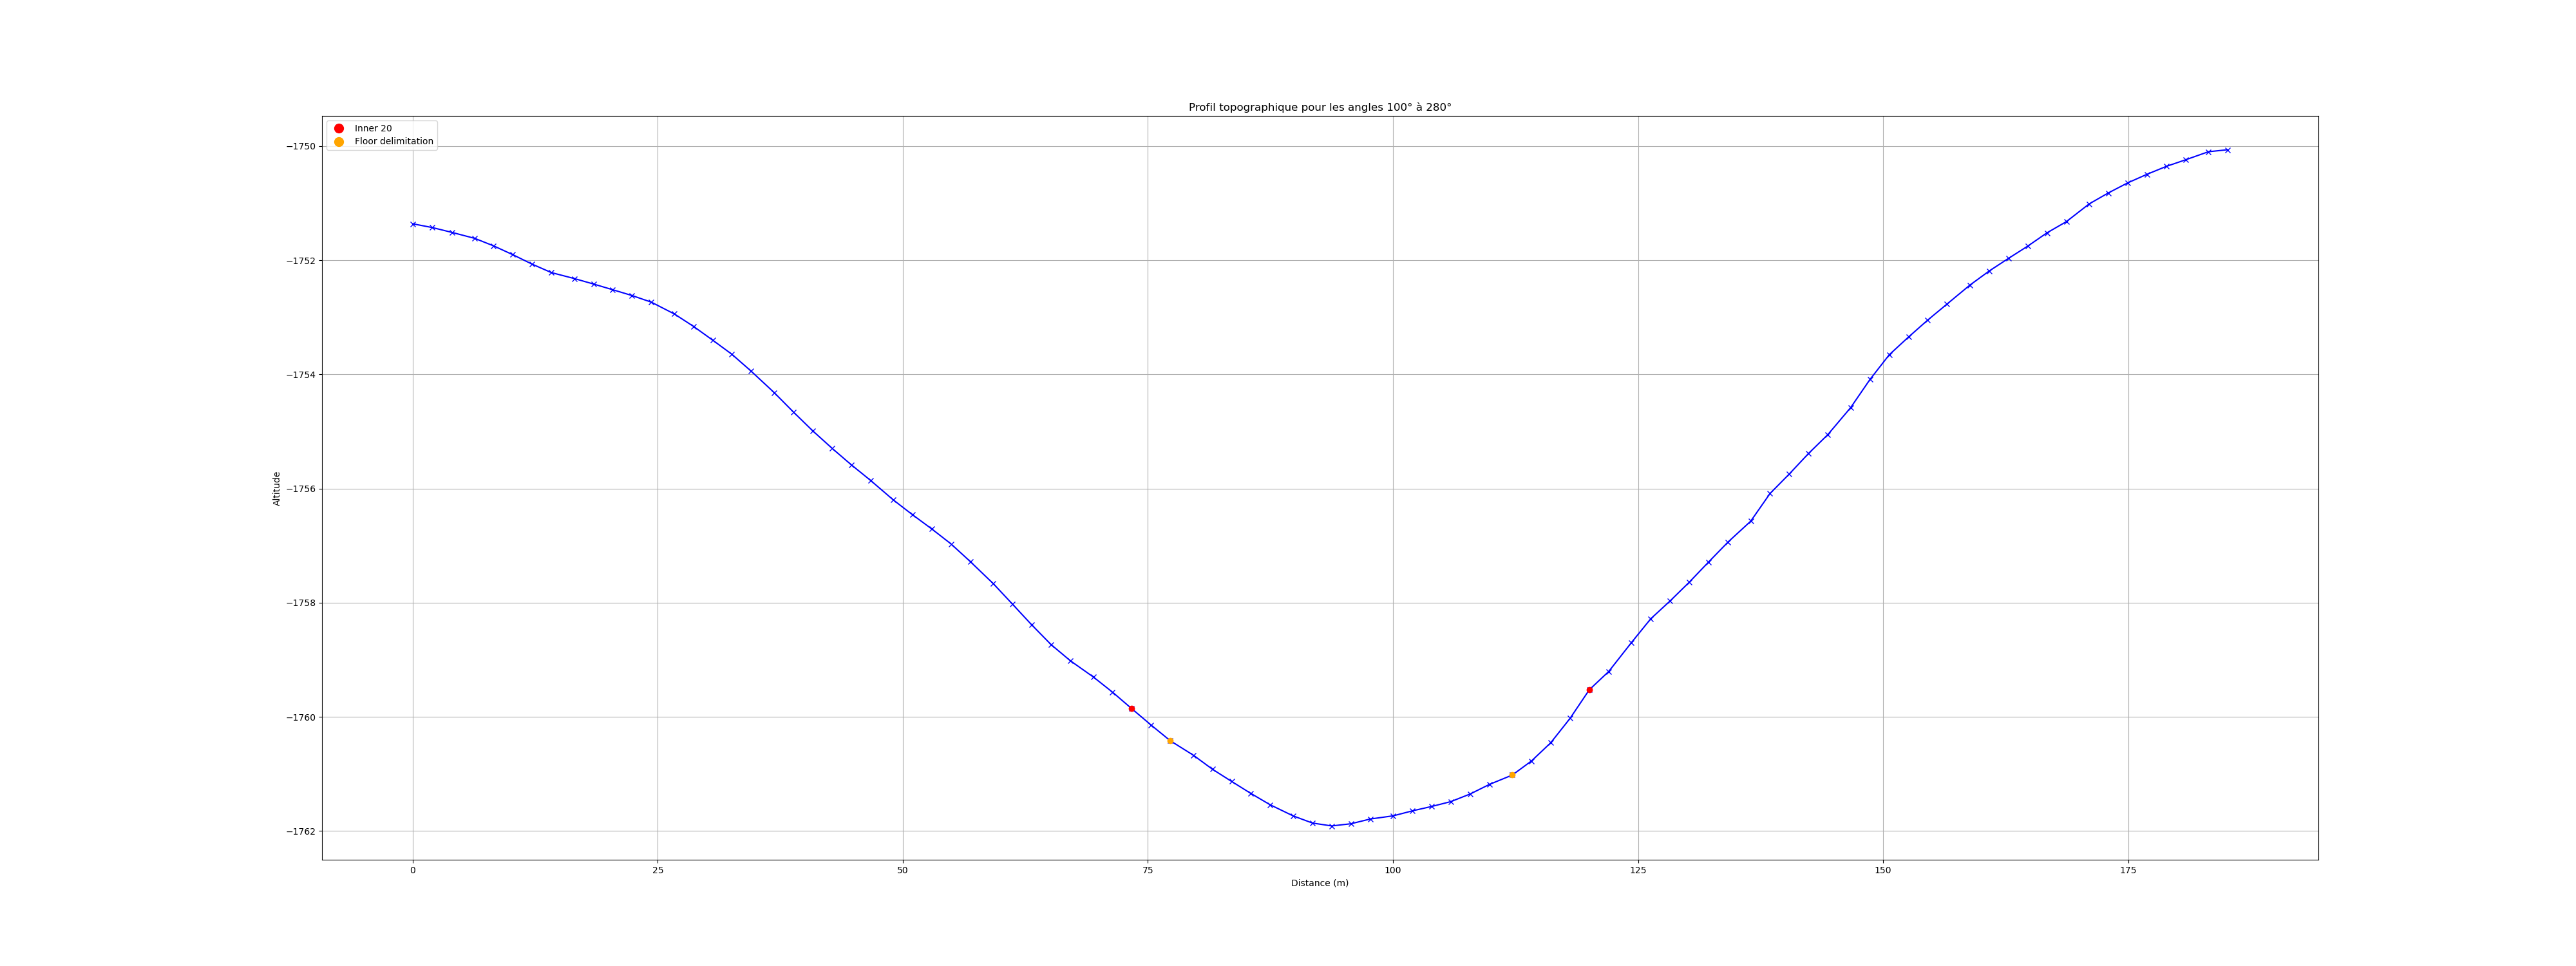 Profil topographique pour les angles 100° à 280°
Inner 20
Floor delimitation
−1750
−1752
−1754
−1756
−1758
−1760
−1762
Altitude
0 25 50 75 100 125 150 175
Distance (m)